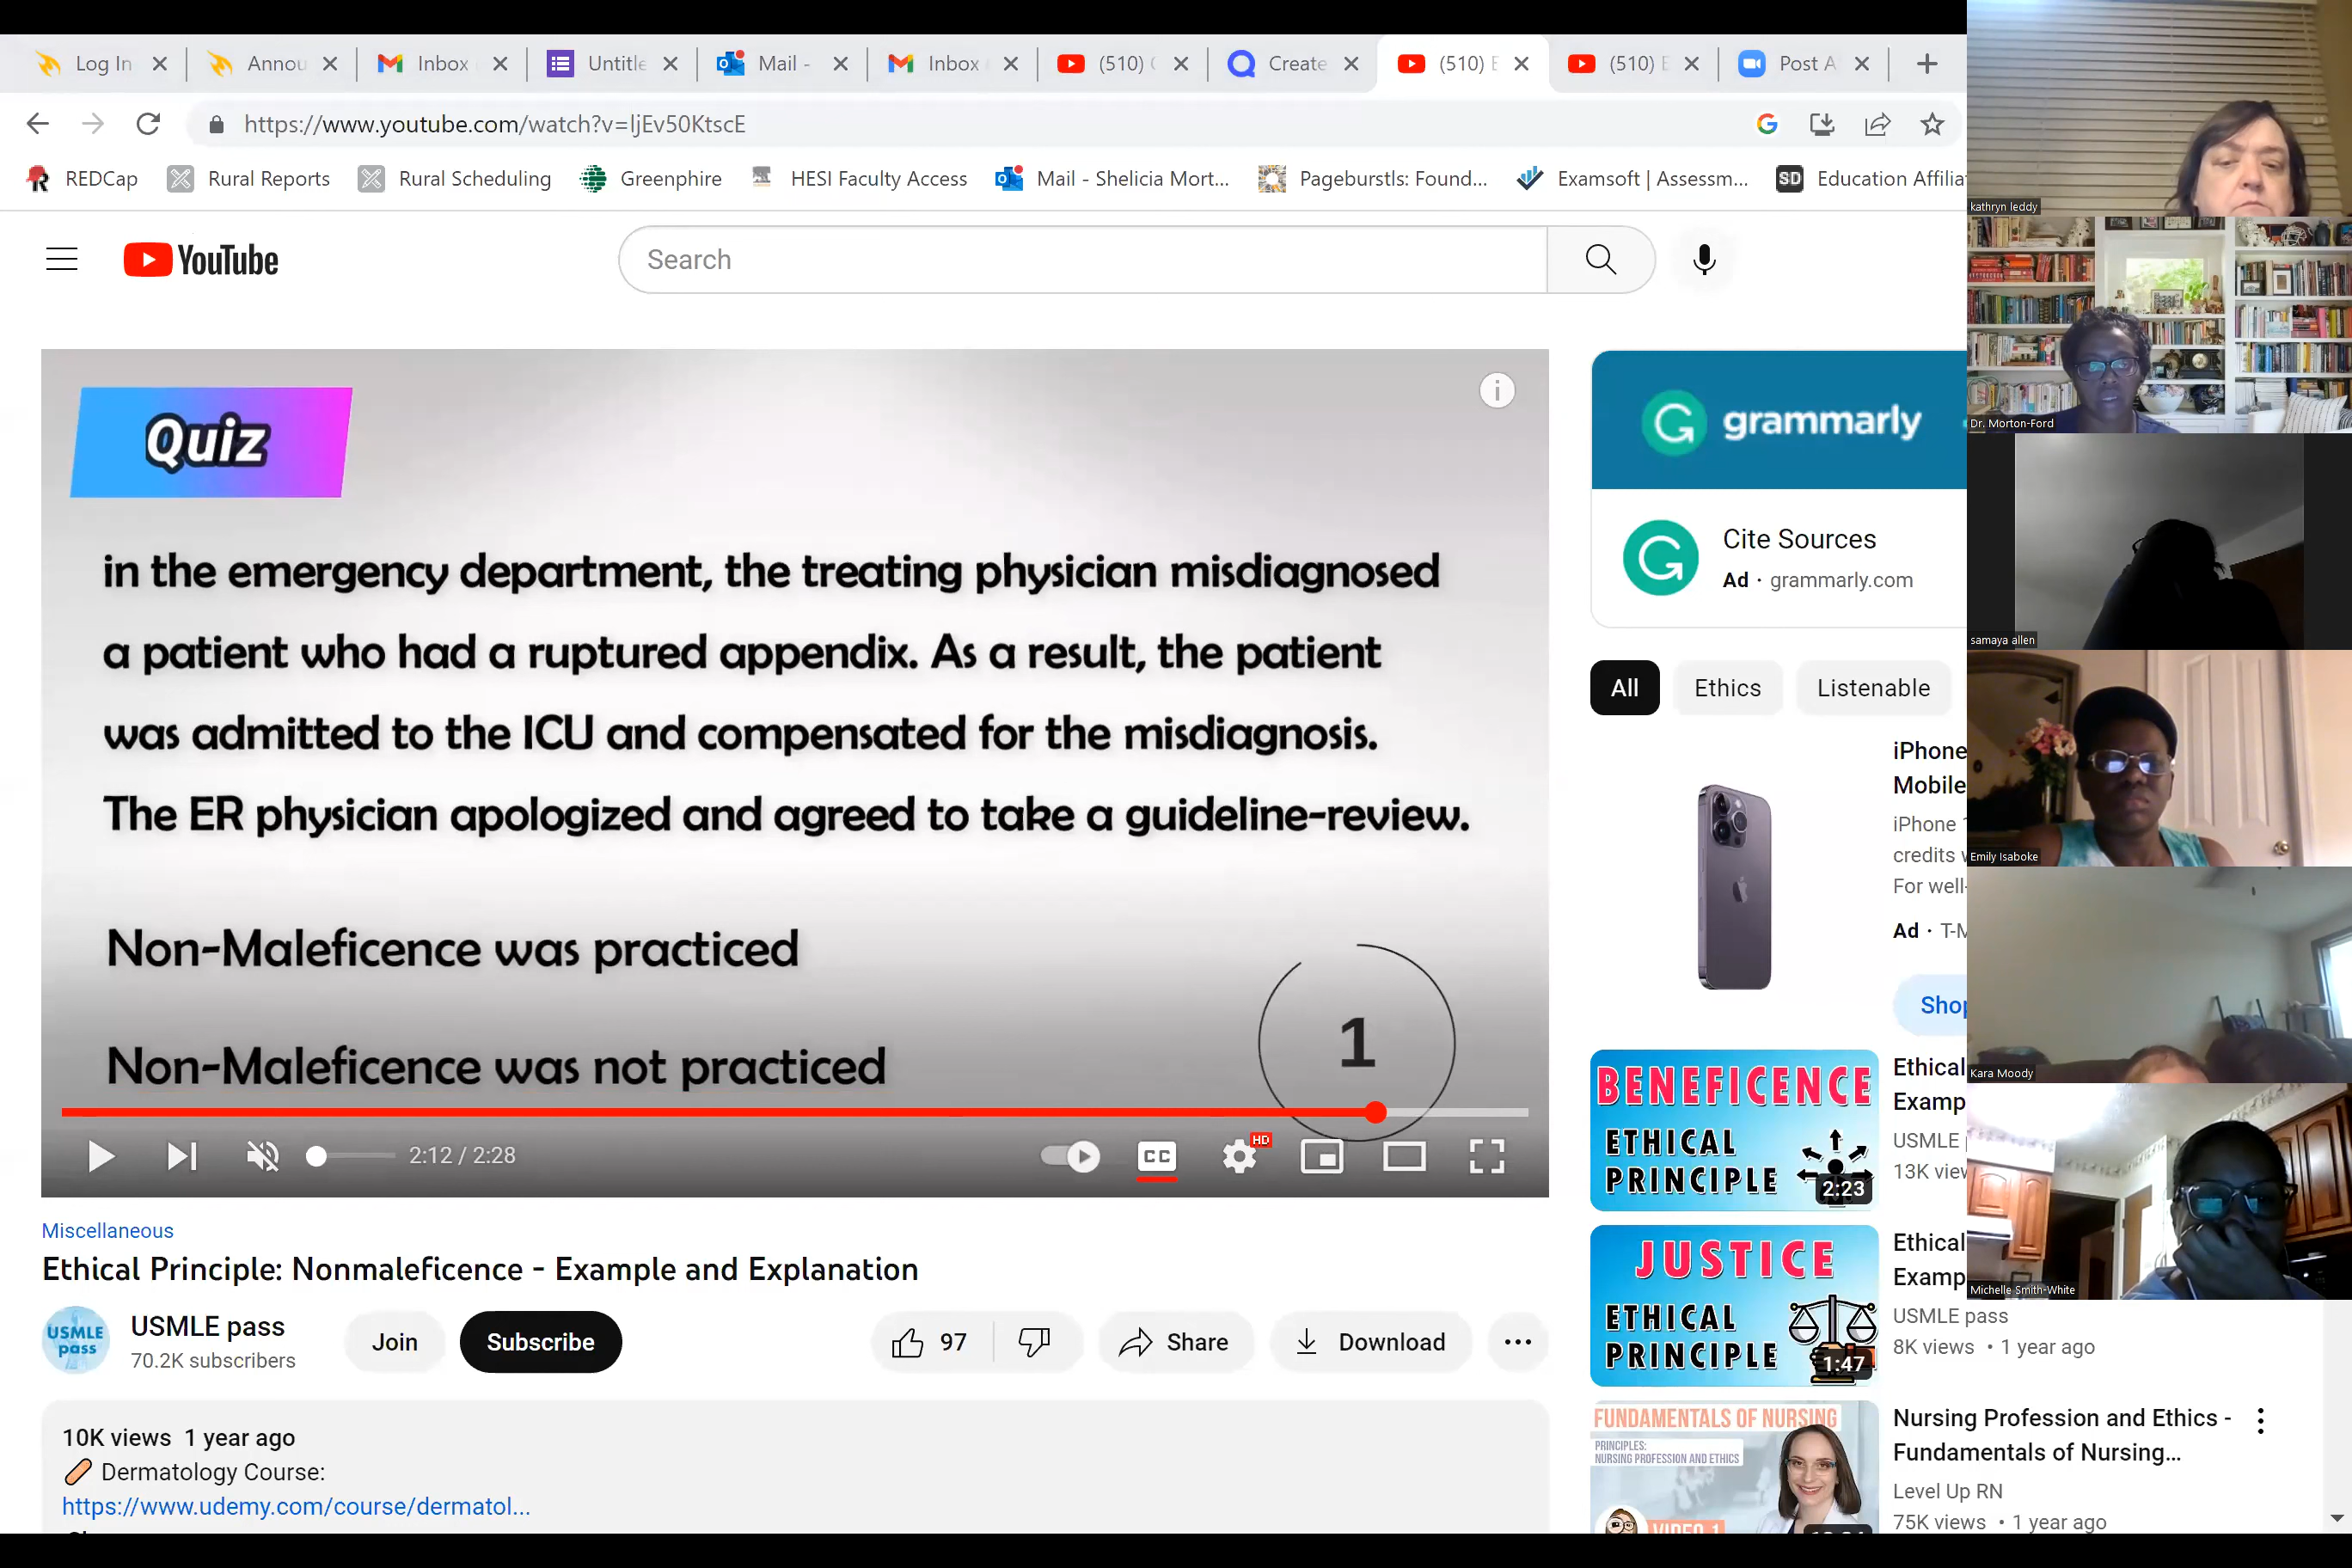 Log In
Annou
Inbox
Untitle
Mail -
Inbox
(510)
Create
(510) E
(510) E
Post A
https://www.youtube.com/watch?v=ljEv50KtscE
REDCap
Rural Reports
Rural Scheduling
Greenphire
HESI Faculty Access
Mail - Shelicia Mort...
Pageburstls: Found...
Examsoft | Assessm...
SD
Education Affilia
YouTube
Search
Quiz
in the emergency department, the treating physician misdiagnosed
a patient who had a ruptured appendix. As a result, the patient
was admitted to the ICU and compensated for the misdiagnosis.
The ER physician apologized and agreed to take a guideline-review.
Non-Maleficence was practiced
Non-Maleficence was not practiced
1
2:12 / 2:28
CC
HD
Miscellaneous
Ethical Principle: Nonmaleficence - Example and Explanation
USMLE
pass
USMLE pass
70.2K subscribers
Join
Subscribe
97
Share
Download
10K views 1 year ago
Dermatology Course:
https://www.udemy.com/course/dermatol...
grammarly
Cite Sources
Ad · grammarly.com
All
Ethics
Listenable
iPhone
Mobile
iPhone
credits
For well-
Ad · T-M
Shop
BENEFICENCE
ETHICAL
PRINCIPLE
2:23
Ethical
Examp
USMLE
13K view
JUSTICE
ETHICAL
PRINCIPLE
1:47
Ethical
Examp
USMLE pass
8K views • 1 year ago
FUNDAMENTALS OF NURSING
PRINCIPLES:
NURSING PROFESSION AND ETHICS
VIDEO 1
Nursing Profession and Ethics -
Fundamentals of Nursing...
Level Up RN
75K views • 1 year ago
kathryn leddy
Dr. Morton-Ford
samaya allen
Emily Isaboke
Kara Moody
Michelle Smith-White